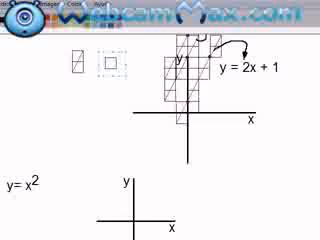 WebcamMax.com
y
y = 2x + 1
x
y= x2
y
x